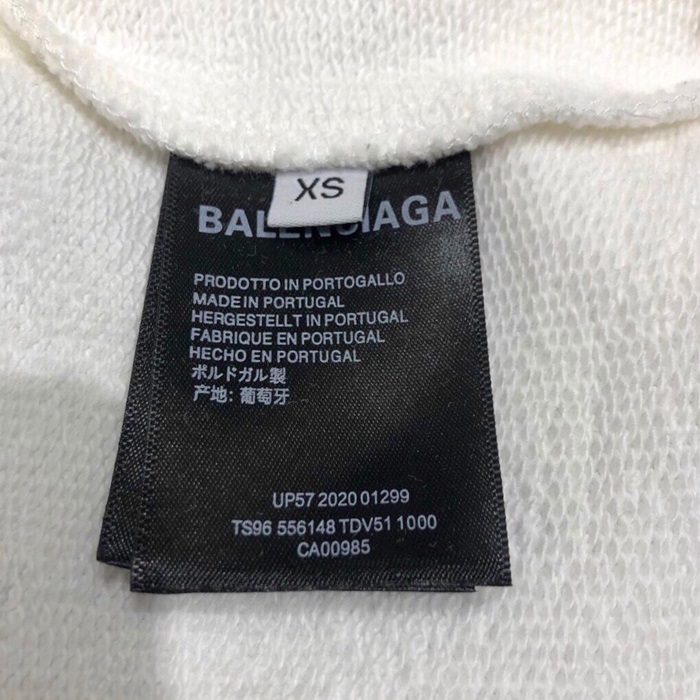 XS
BALENCIAGA
PRODOTTO IN PORTOGALLO
MADE IN PORTUGAL
HERGESTELLT IN PORTUGAL
FABRIQUE EN PORTUGAL
HECHO EN PORTUGAL
ポルドガル製
产地: 葡萄牙
UP57 2020 01299
TS96 556148 TDV51 1000
CA00985